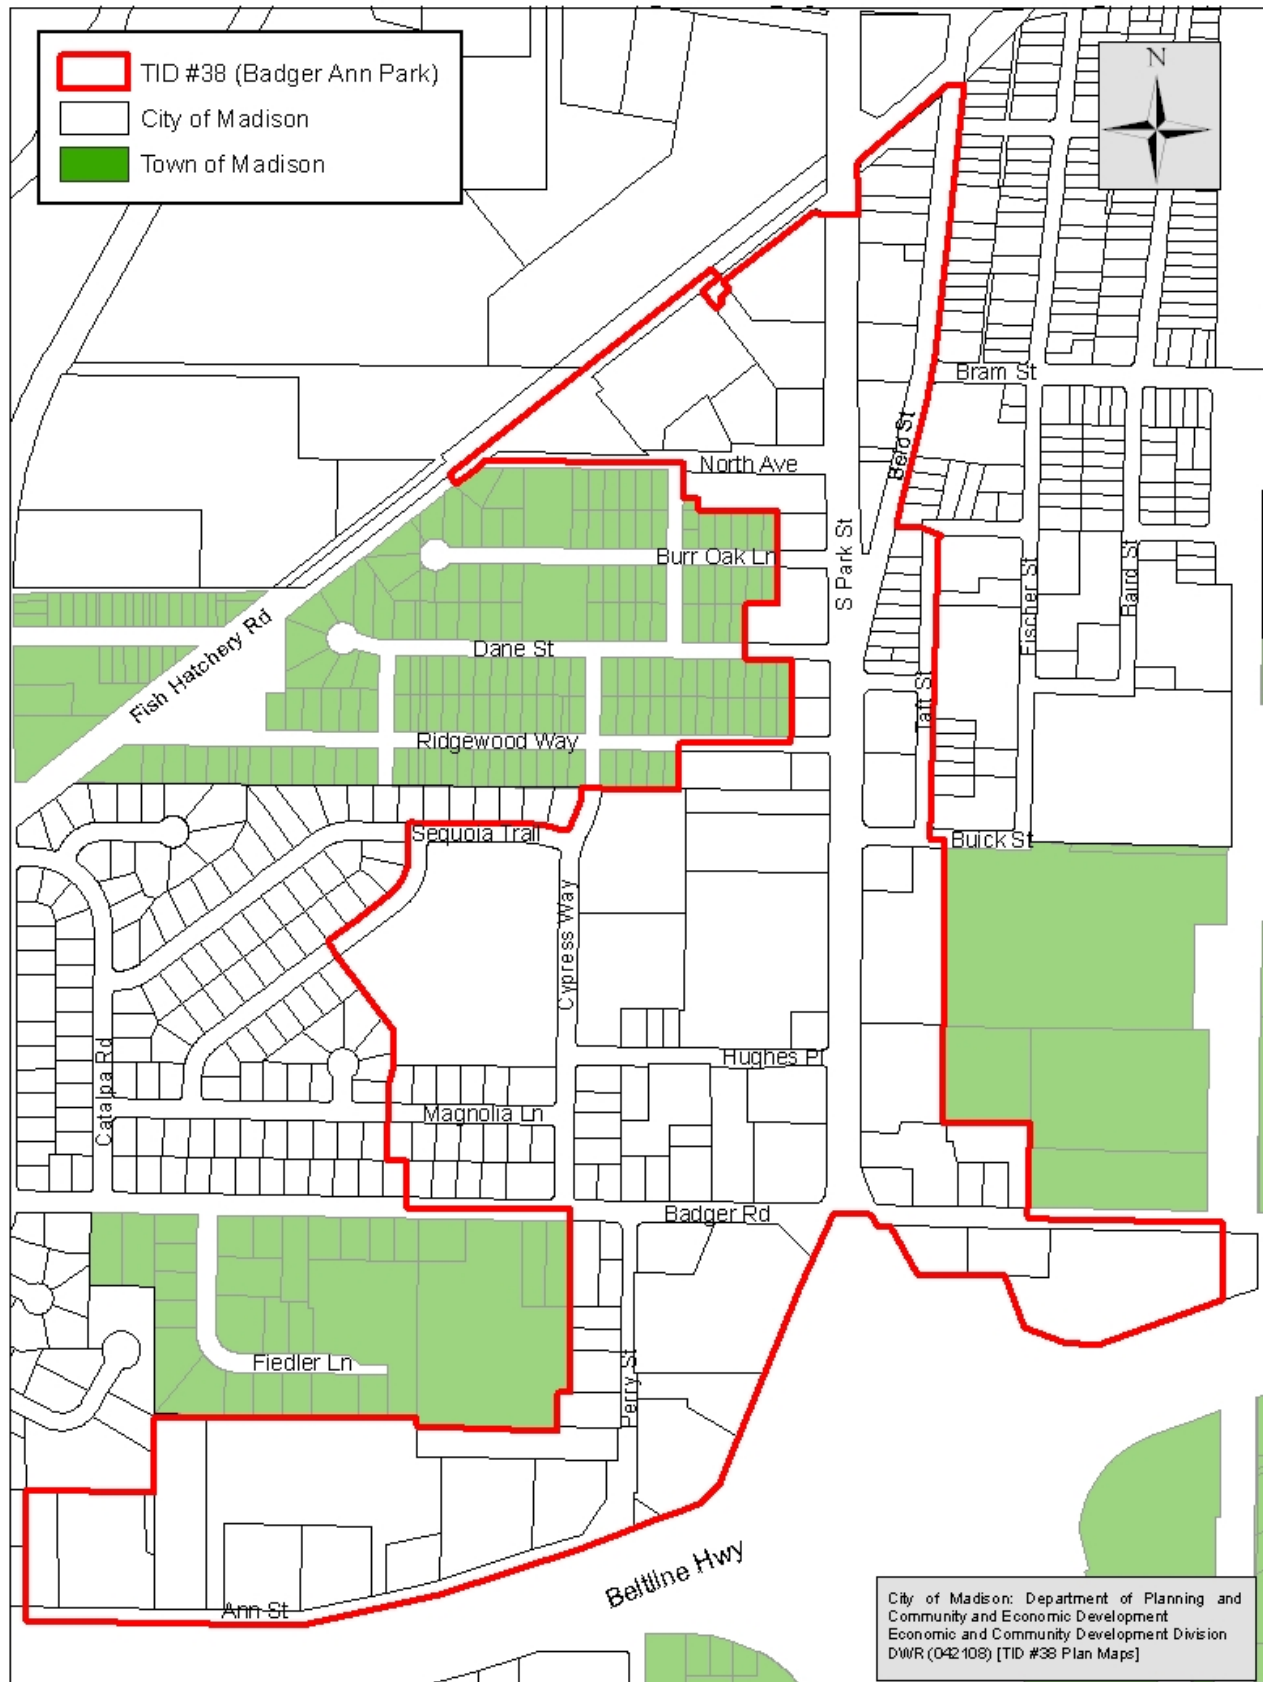 TID #38 (Badger Ann Park)
City of Madison
Town of Madison
N
Bram St
Beld St
North Ave
S Park St
Burr Oak Ln
Baird St
Fischer St
Dane St
Fish Hatchery Rd
Taft St
Ridgewood Way
Sequoia Trail
Buick St
Cypress Way
Catalpa Rd
Hughes Pl
Magnolia Ln
Badger Rd
Fiedler Ln
Perry St
Beltline Hwy
Ann St
City of Madison: Department of Planning and
Community and Economic Development
Economic and Community Development Division
DWR (042108) [TID #38 Plan Maps]